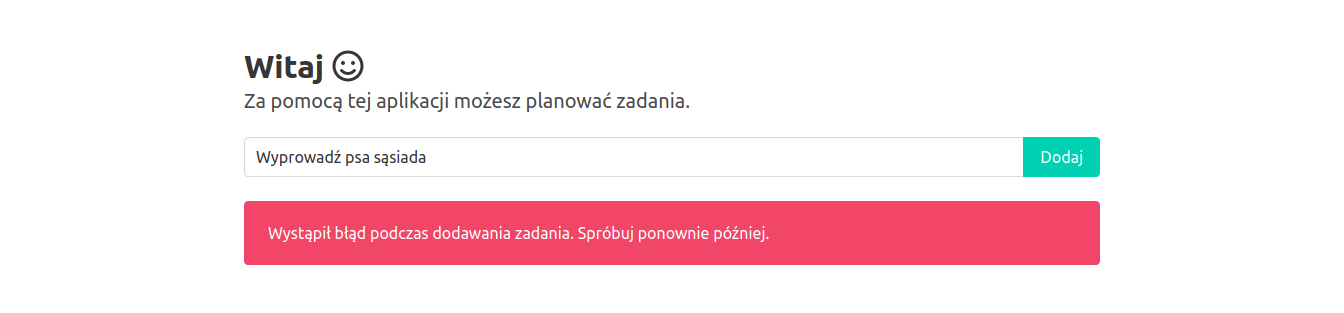 Witaj
Za pomocą tej aplikacji możesz planować zadania.
Wyprowadź psa sąsiada
Dodaj
Wystąpił błąd podczas dodawania zadania. Spróbuj ponownie później.